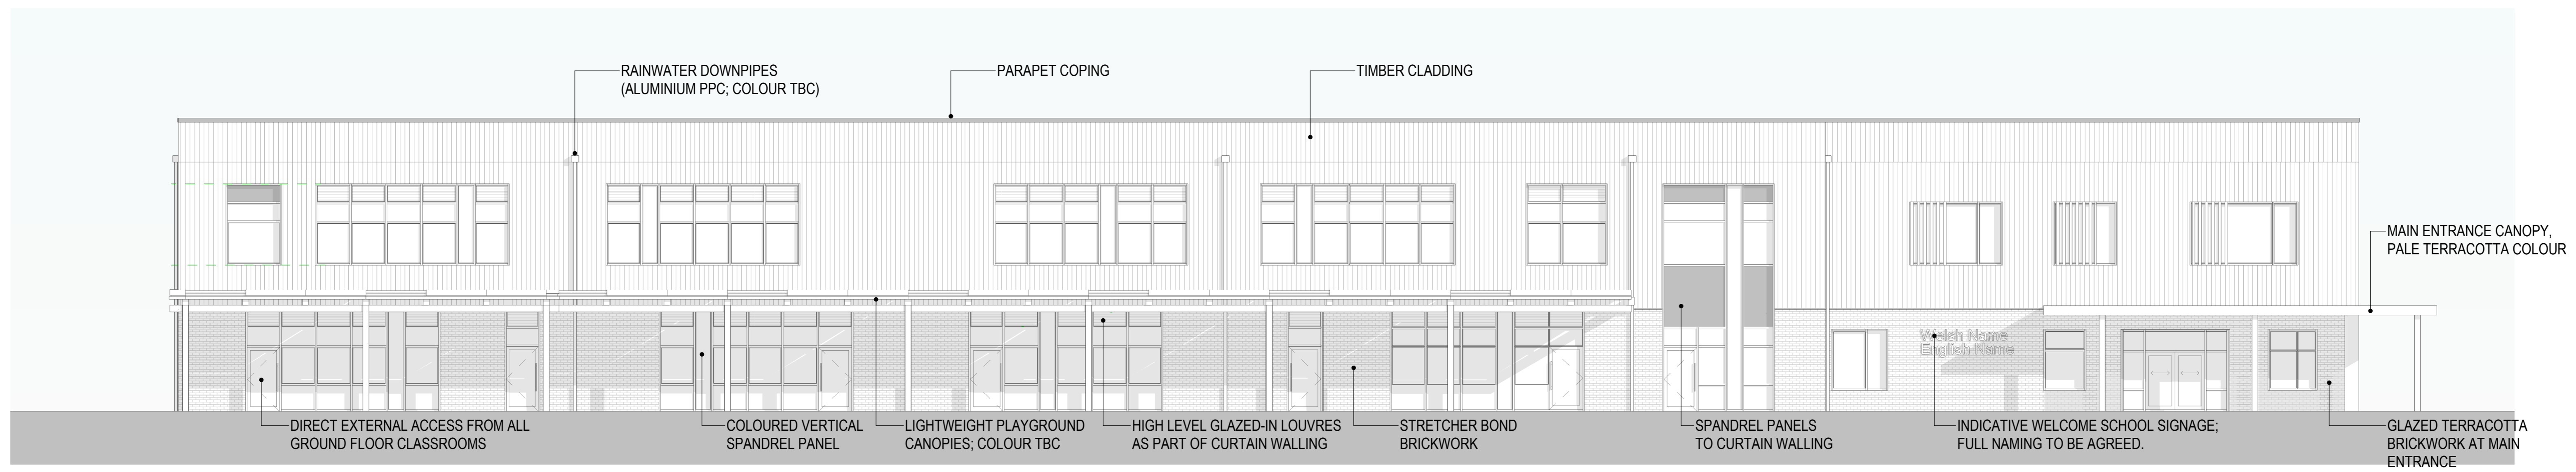 RAINWATER DOWNPIPES
(ALUMINIUM PPC; COLOUR TBC)
PARAPET COPING
TIMBER CLADDING
MAIN ENTRANCE CANOPY,
PALE TERRACOTTA COLOUR
Welsh Name
English Name
DIRECT EXTERNAL ACCESS FROM ALL
GROUND FLOOR CLASSROOMS
COLOURED VERTICAL
SPANDREL PANEL
LIGHTWEIGHT PLAYGROUND
CANOPIES; COLOUR TBC
HIGH LEVEL GLAZED-IN LOUVRES
AS PART OF CURTAIN WALLING
STRETCHER BOND
BRICKWORK
SPANDREL PANELS
TO CURTAIN WALLING
INDICATIVE WELCOME SCHOOL SIGNAGE;
FULL NAMING TO BE AGREED.
GLAZED TERRACOTTA
BRICKWORK AT MAIN
ENTRANCE